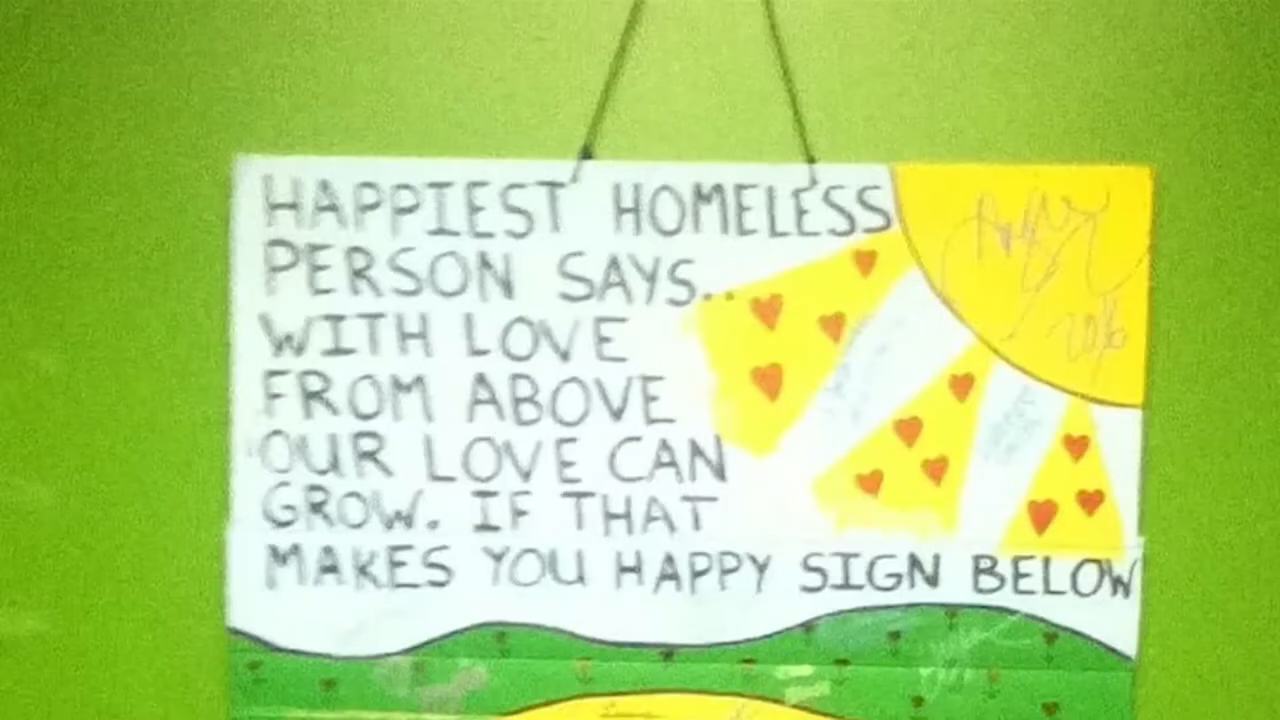 HAPPIEST HOMELESS
PERSON SAYS..
WITH LOVE
FROM ABOVE
OUR LOVE CAN
GROW. IF THAT
MAKES YOU HAPPY SIGN BELOW
2016